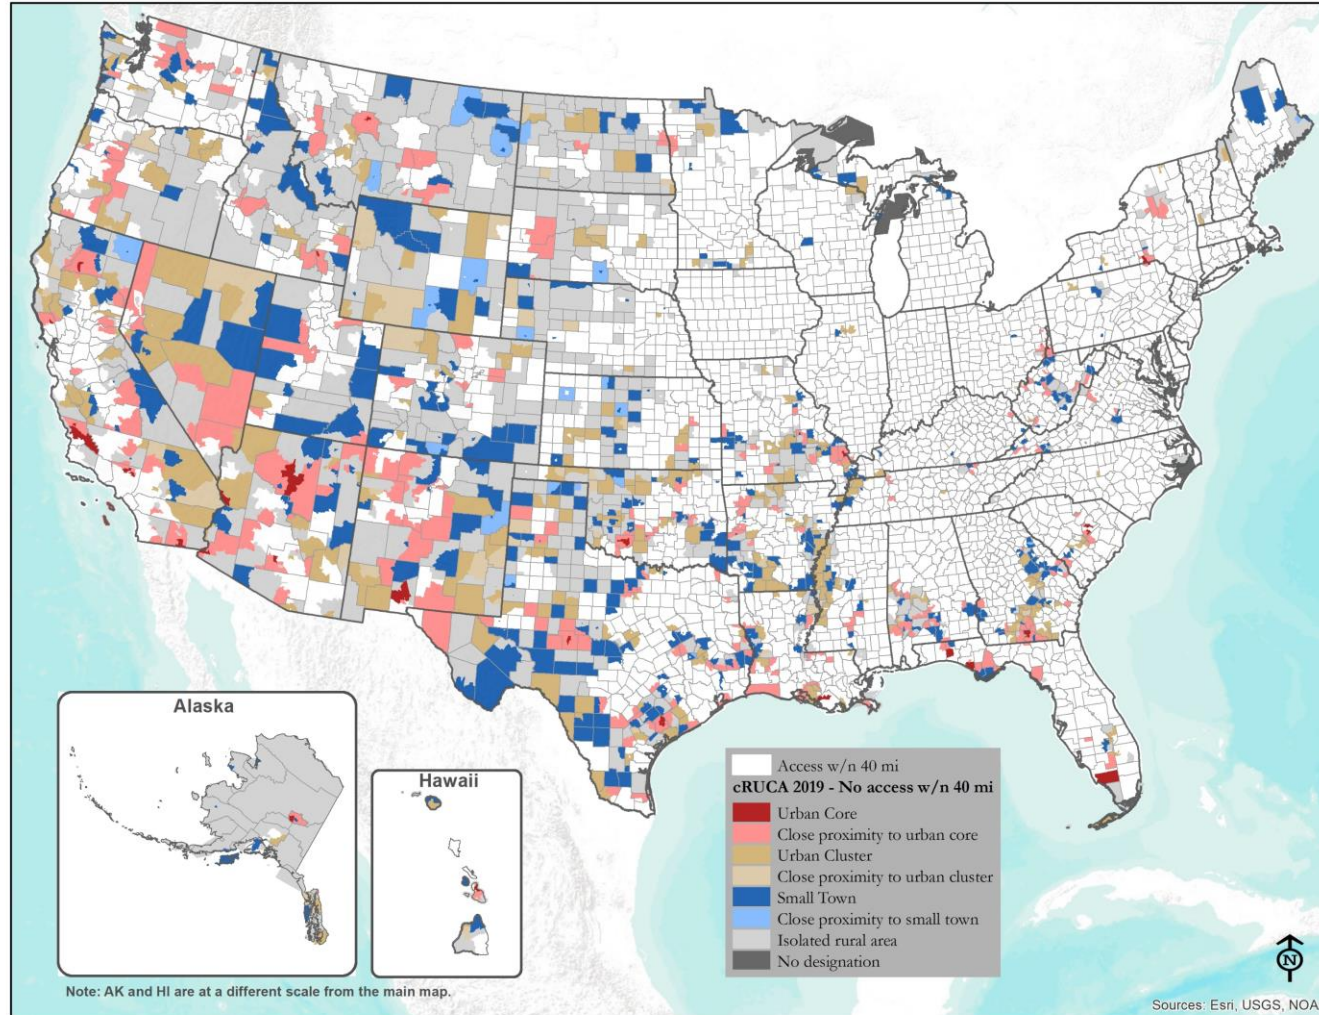 Alaska
Hawaii
Note: AK and HI are at a different scale from the main map.
Access w/n 40 mi
cRUCA 2019 - No access w/n 40 mi
Urban Core
Close proximity to urban core
Urban Cluster
Close proximity to urban cluster
Small Town
Close proximity to small town
Isolated rural area
No designation
N
Sources: Esri, USGS, NOA